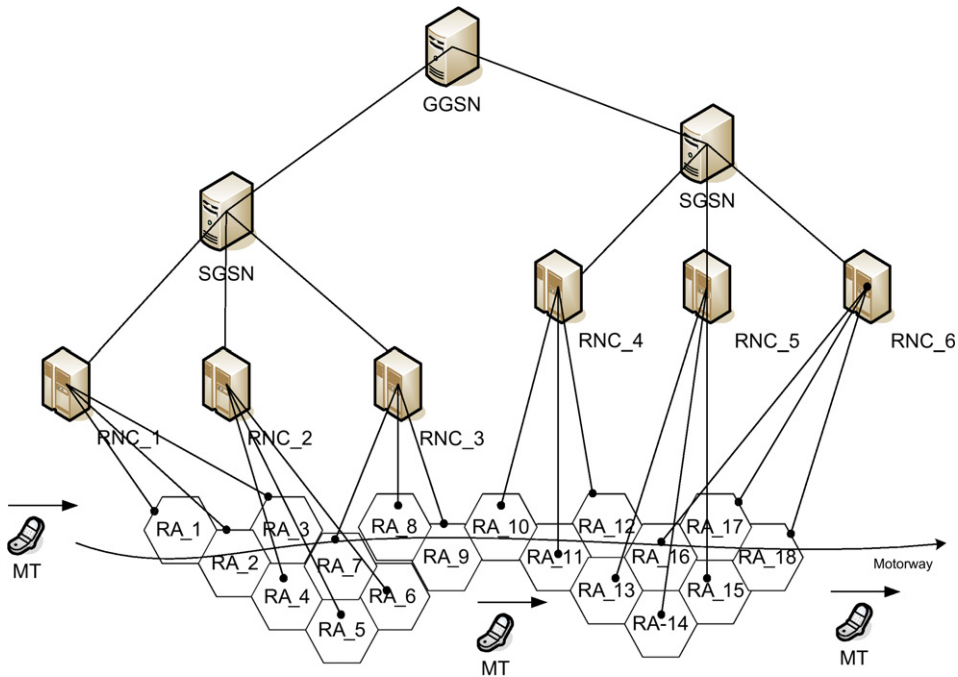 GGSN
SGSN
SGSN
RNC_4
RNC_5
RNC_6
RNC_1
RNC_2
RNC_3
RA_1
RA_3
RA_8
RA_10
RA_12
RA_17
RA_2
RA_7
RA_9
RA_11
RA_16
RA_18
MT
Motorway
RA_4
RA_6
RA_13
RA_15
RA_5
RA-14
MT
MT